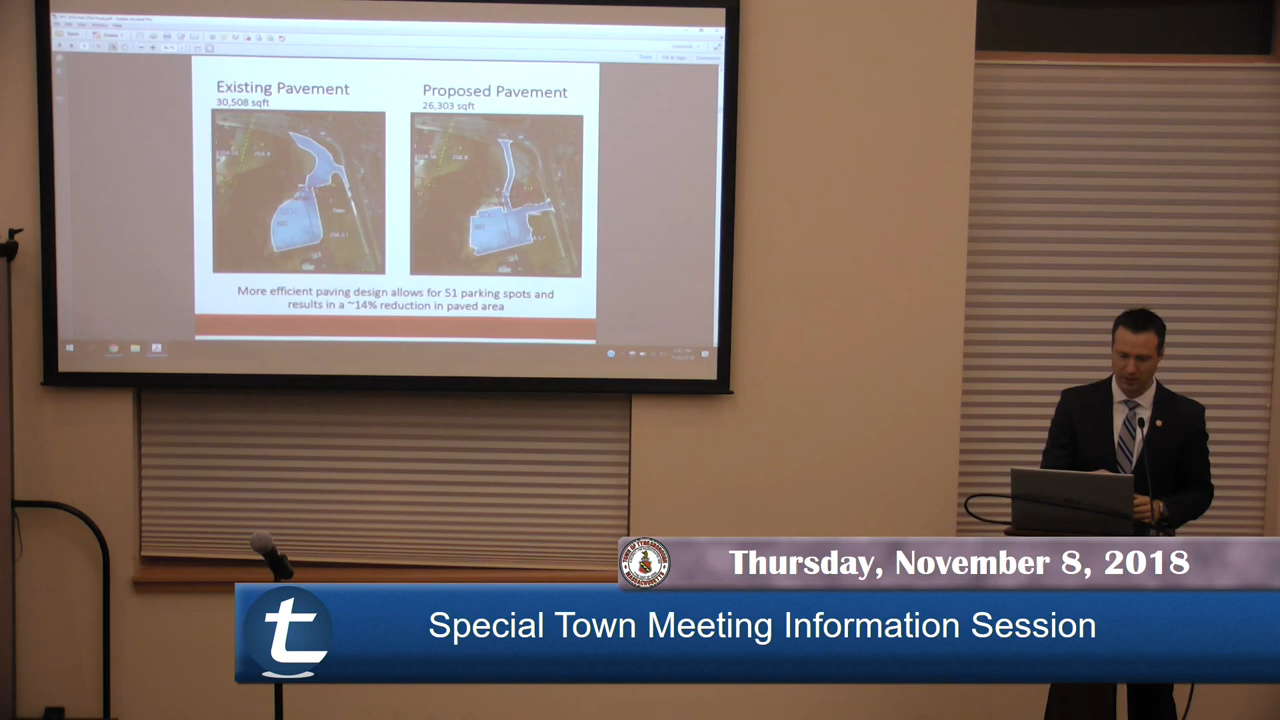 Existing Pavement
30,508 sqft
Proposed Pavement
26,303 sqft
More efficient paving design allows for 51 parking spots and
results in a ~14% reduction in paved area
Thursday, November 8, 2018
t
Special Town Meeting Information Session